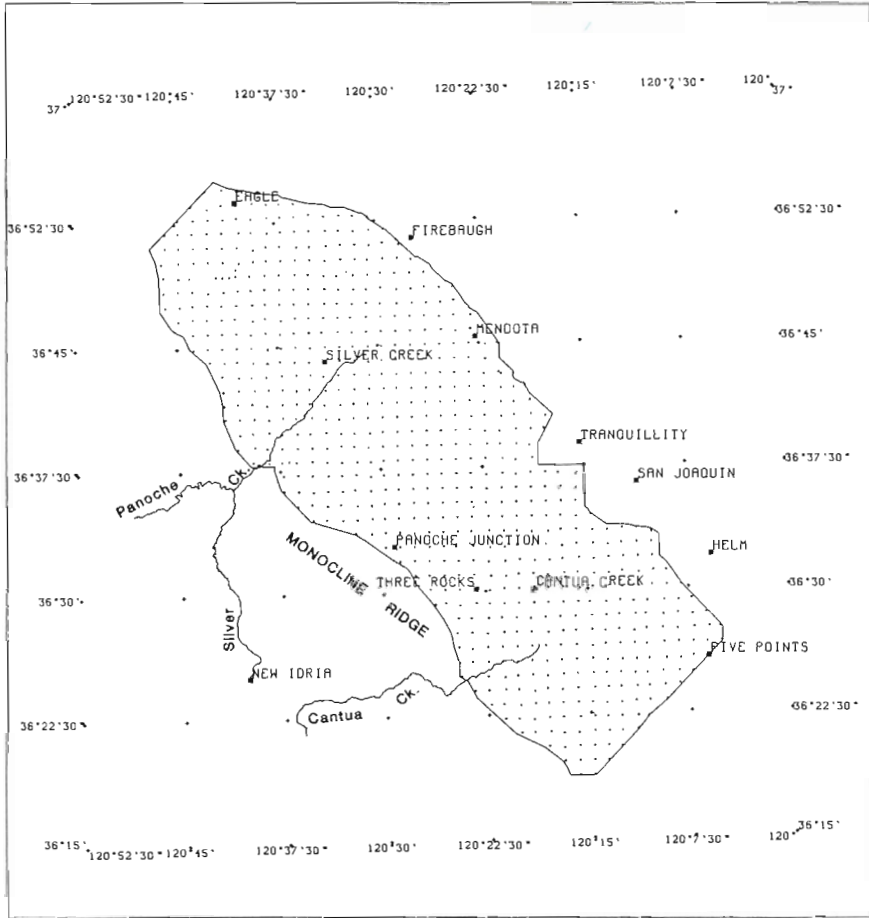 120°52'30" 120°45' 120°37'30" 120°30' 120°22'30" 120°15' 120°7'30" 120°
37° 37°
EAGLE
36°52'30" 36°52'30"
FIREBAUGH
MENDOTA
36°45' 36°45'
SILVER CREEK
TRANQUILLITY
36°37'30" 36°37'30"
SAN JOAQUIN
Panoche Ck.
PANOCHE JUNCTION
HELM
MONOCLINE RIDGE
THREE ROCKS
CANTUA CREEK
36°30' 36°30'
Silver
FIVE POINTS
NEW IDRIA
Cantua Ck.
36°22'30" 36°22'30"
36°15' 36°15'
120°52'30" 120°45' 120°37'30" 120°30' 120°22'30" 120°15' 120°7'30" 120°